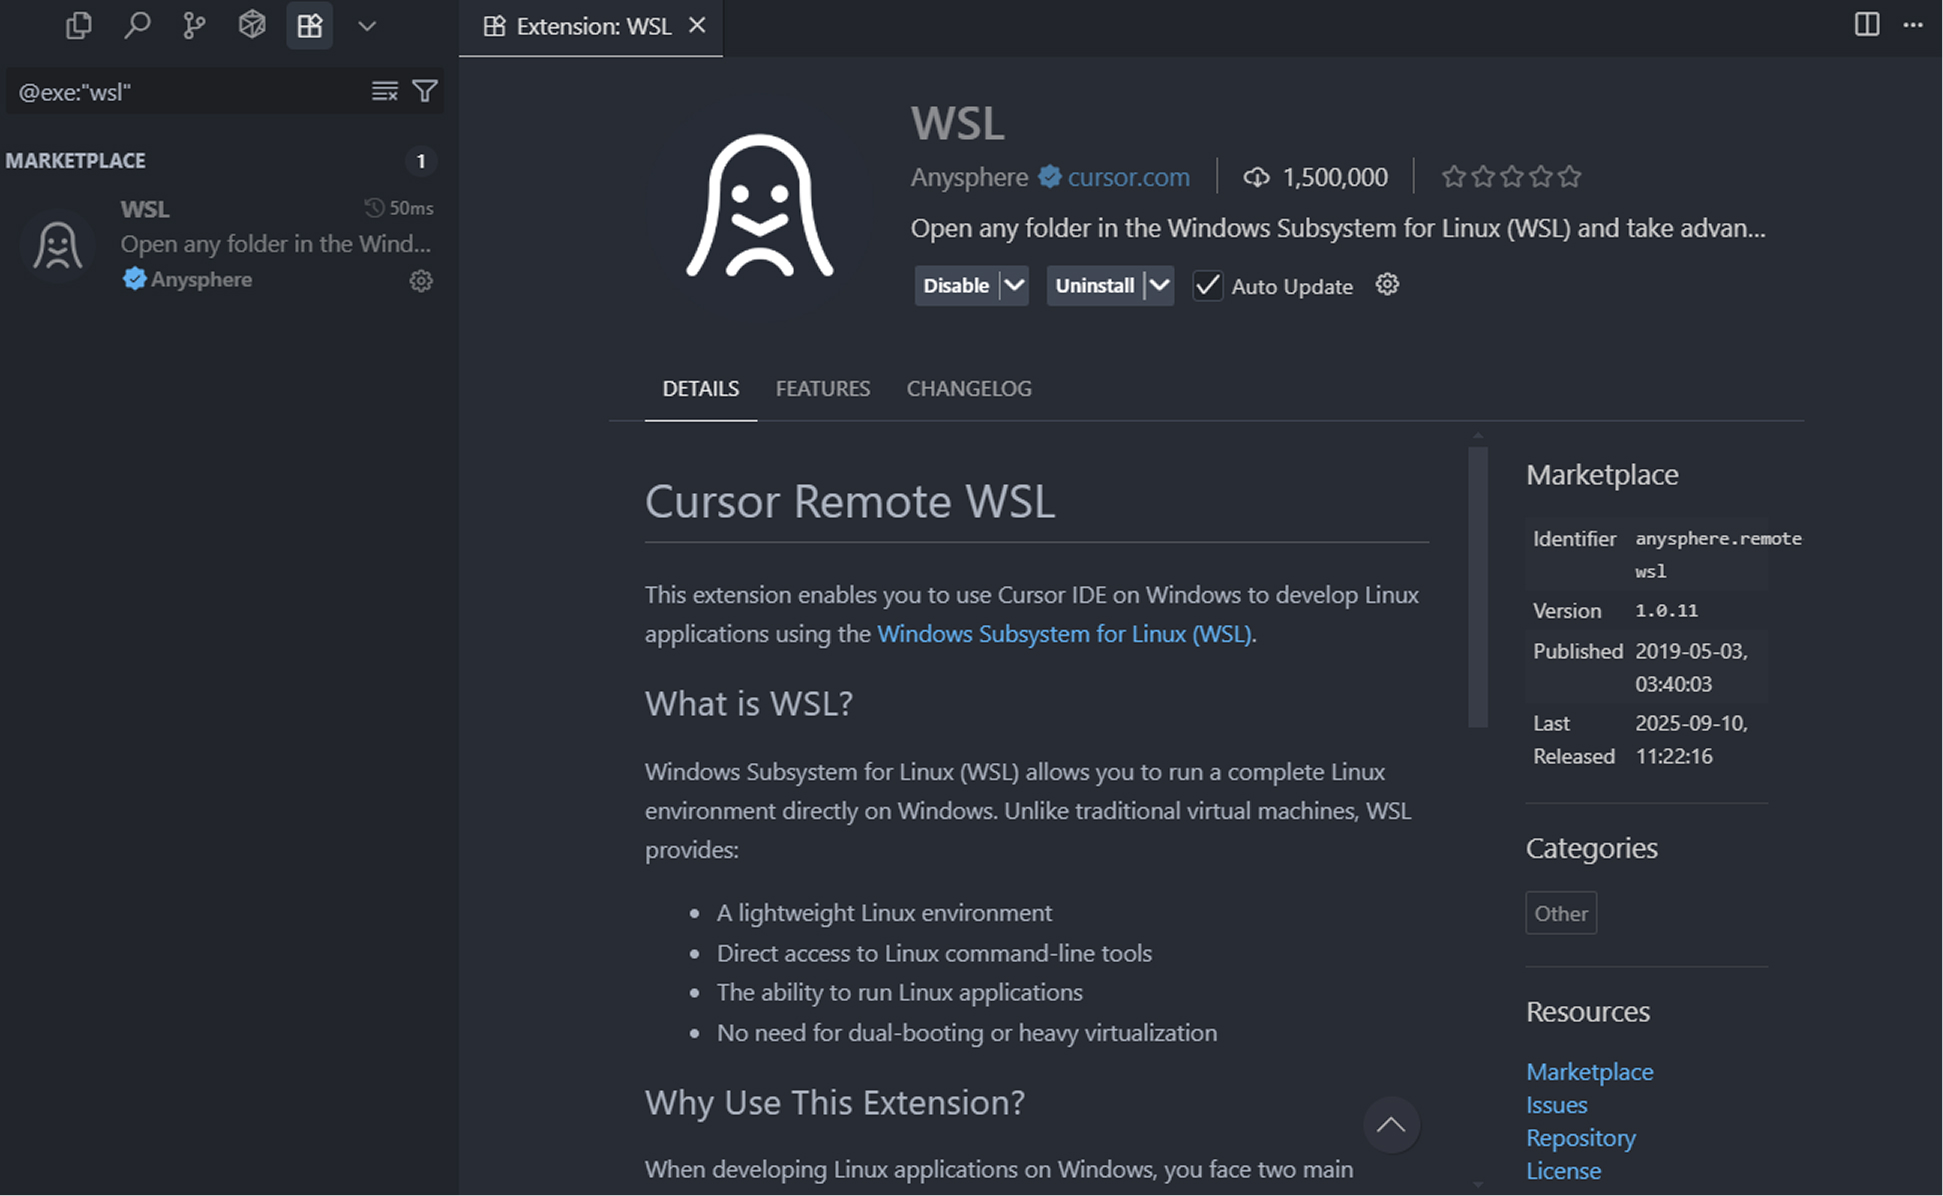 Extension: WSL
@exe:"wsl"
MARKETPLACE
1
WSL
50ms
Open any folder in the Wind...
Anysphere
WSL
Anysphere cursor.com 1,500,000
Open any folder in the Windows Subsystem for Linux (WSL) and take advan...
Disable Uninstall Auto Update
DETAILS FEATURES CHANGELOG
Cursor Remote WSL
This extension enables you to use Cursor IDE on Windows to develop Linux
applications using the Windows Subsystem for Linux (WSL).
What is WSL?
Windows Subsystem for Linux (WSL) allows you to run a complete Linux
environment directly on Windows. Unlike traditional virtual machines, WSL
provides:
• A lightweight Linux environment
• Direct access to Linux command-line tools
• The ability to run Linux applications
• No need for dual-booting or heavy virtualization
Why Use This Extension?
When developing Linux applications on Windows, you face two main
Marketplace
Identifier anysphere.remote
wsl
Version 1.0.11
Published 2019-05-03,
03:40:03
Last 2025-09-10,
Released 11:22:16
Categories
Other
Resources
Marketplace
Issues
Repository
License